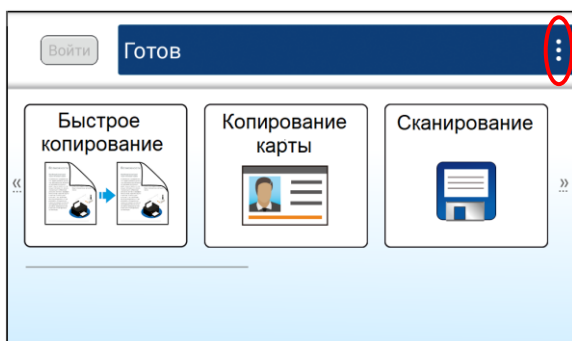 Войти
Готов
Быстрое
копирование
Копирование
карты
Сканирование
«
»